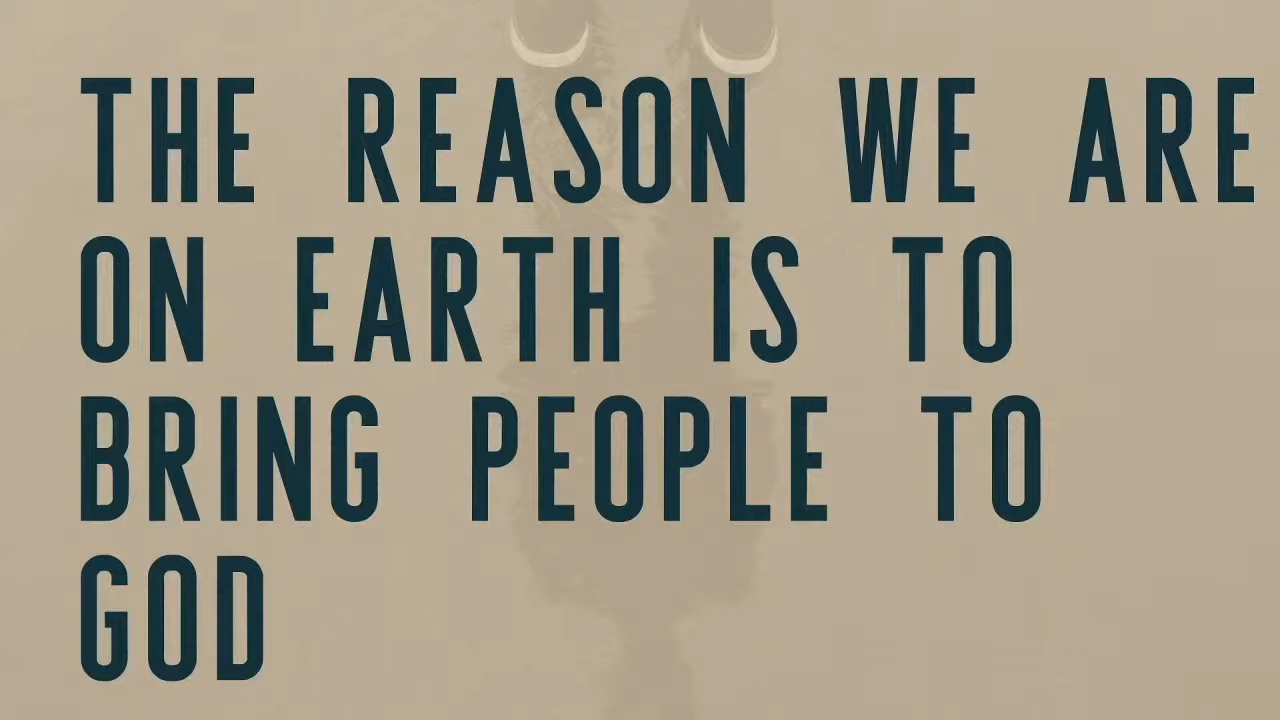 THE REASON WE ARE
ON EARTH IS TO
BRING PEOPLE TO
GOD